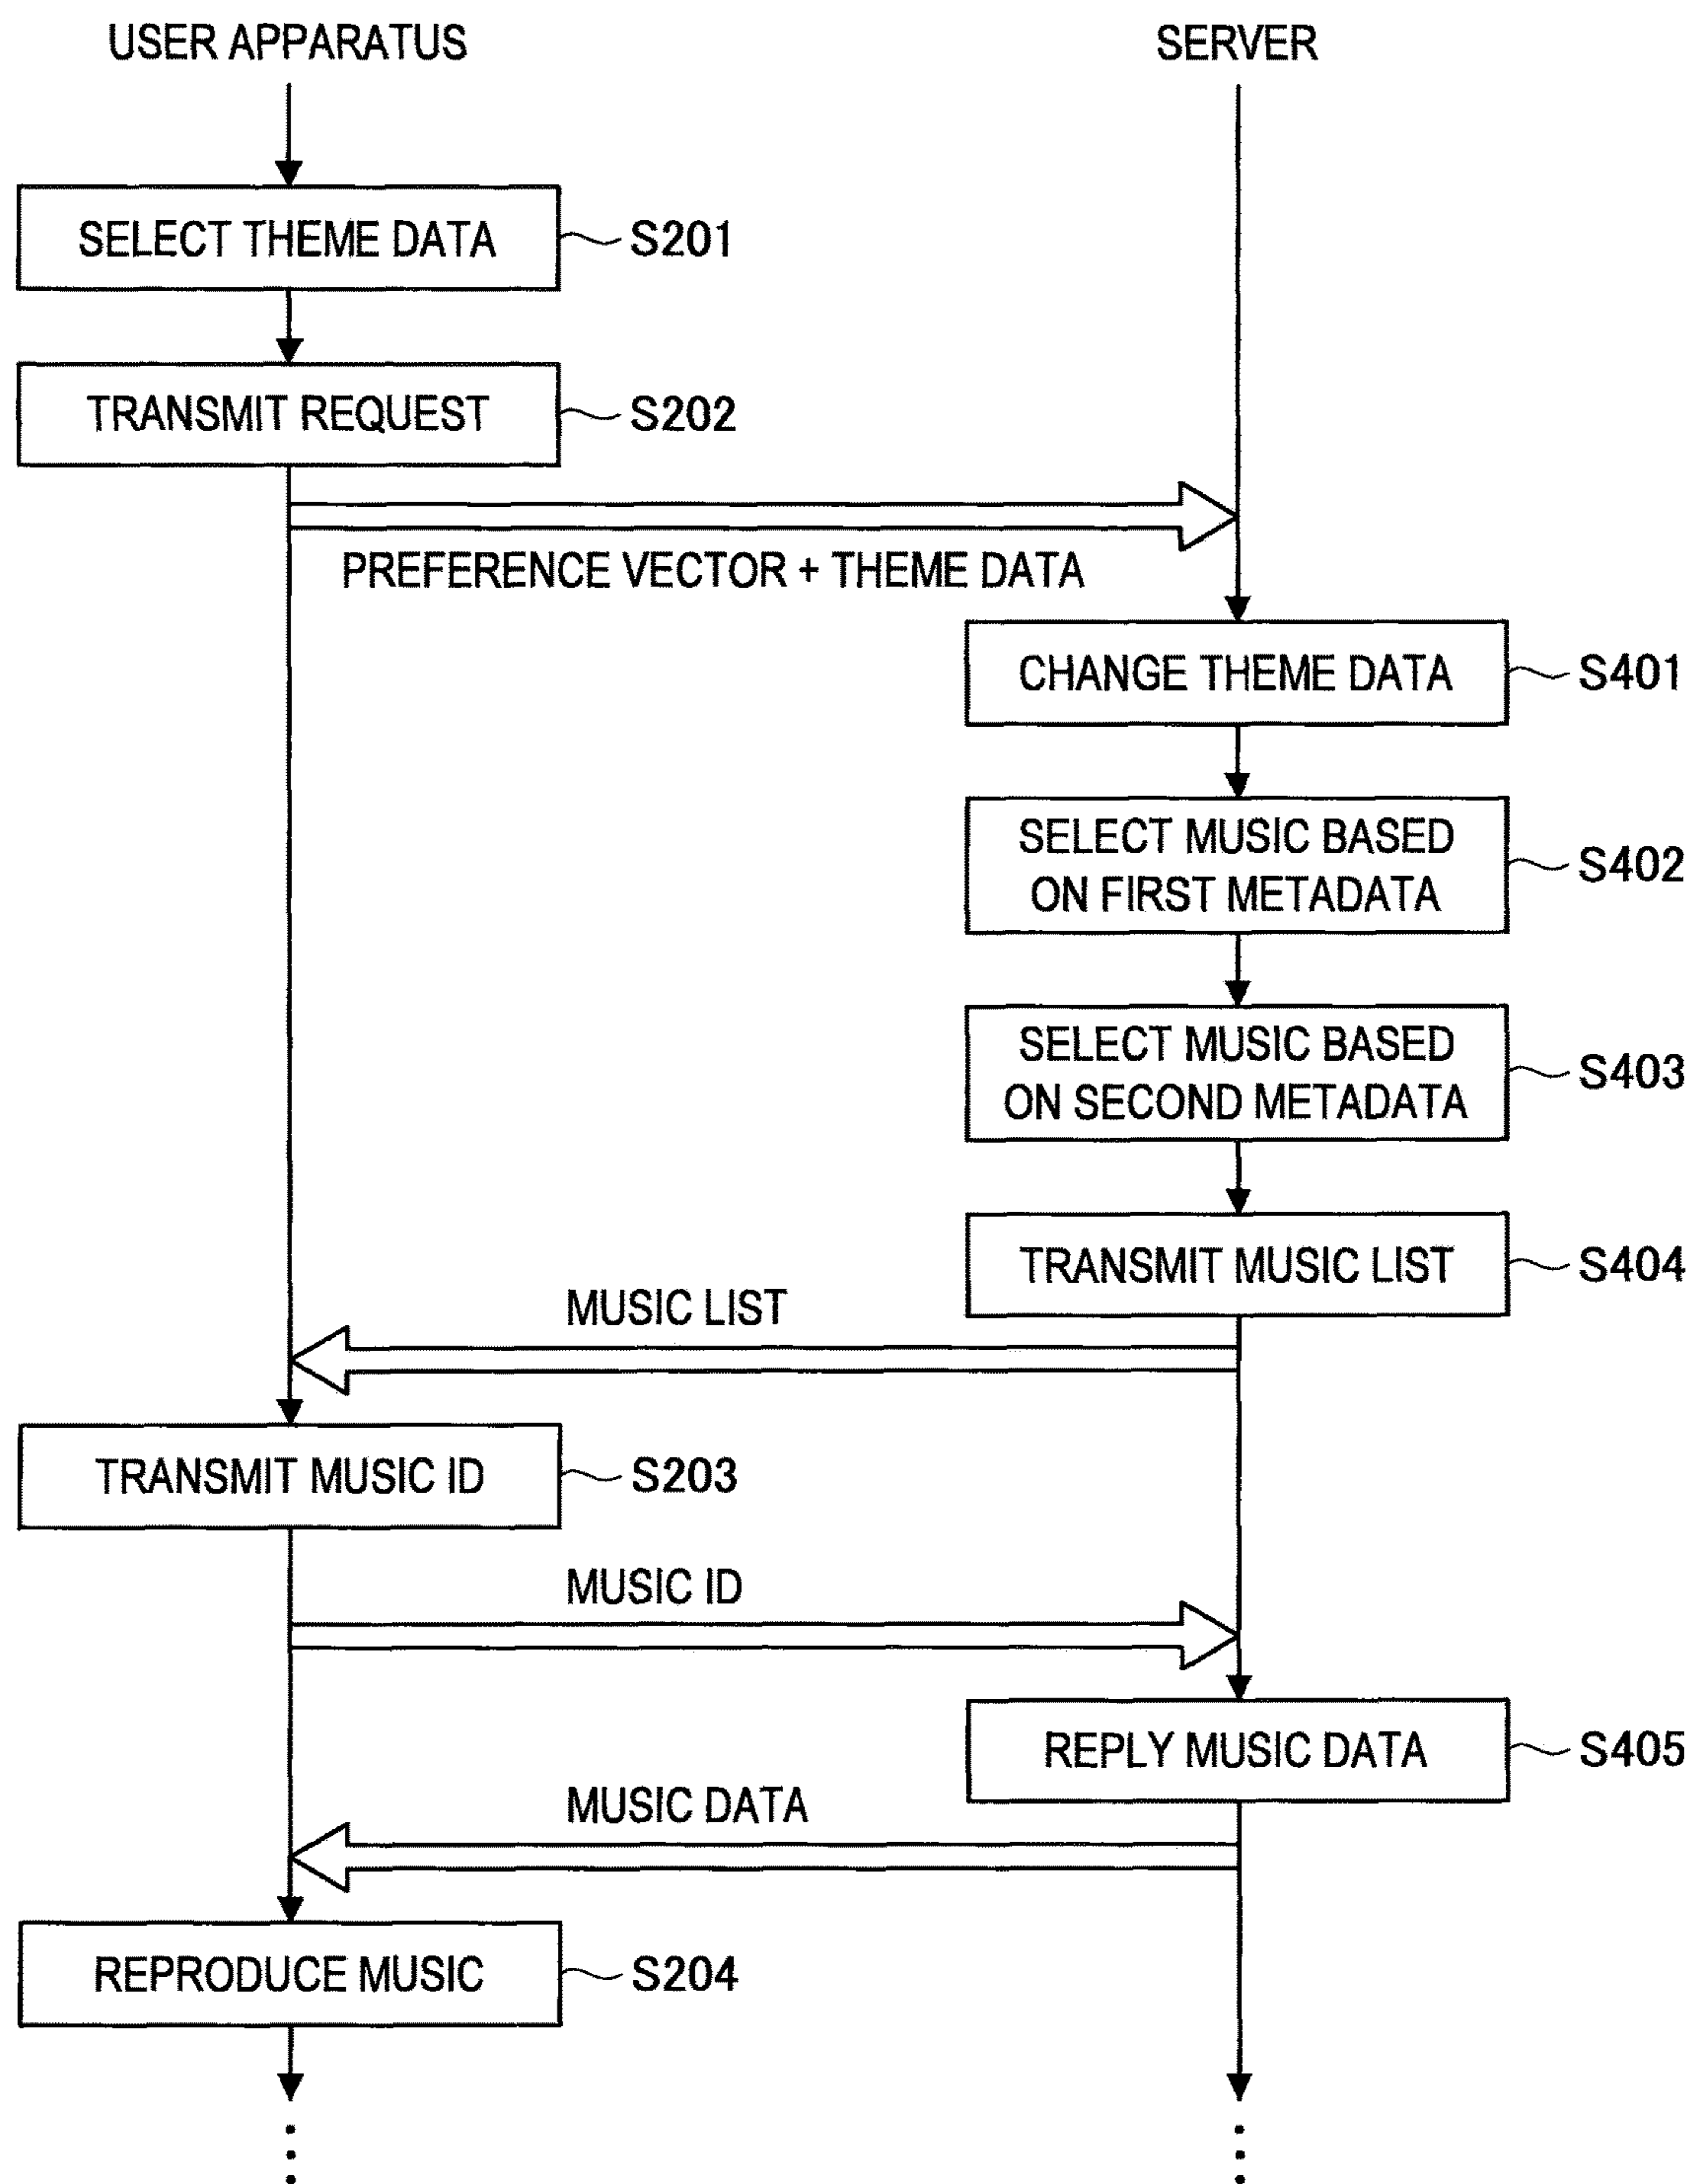 USER APPARATUS
SERVER
SELECT THEME DATA
S201
TRANSMIT REQUEST
S202
PREFERENCE VECTOR + THEME DATA
CHANGE THEME DATA
S401
SELECT MUSIC BASED
ON FIRST METADATA
S402
SELECT MUSIC BASED
ON SECOND METADATA
S403
TRANSMIT MUSIC LIST
S404
MUSIC LIST
TRANSMIT MUSIC ID
S203
MUSIC ID
REPLY MUSIC DATA
S405
MUSIC DATA
REPRODUCE MUSIC
S204